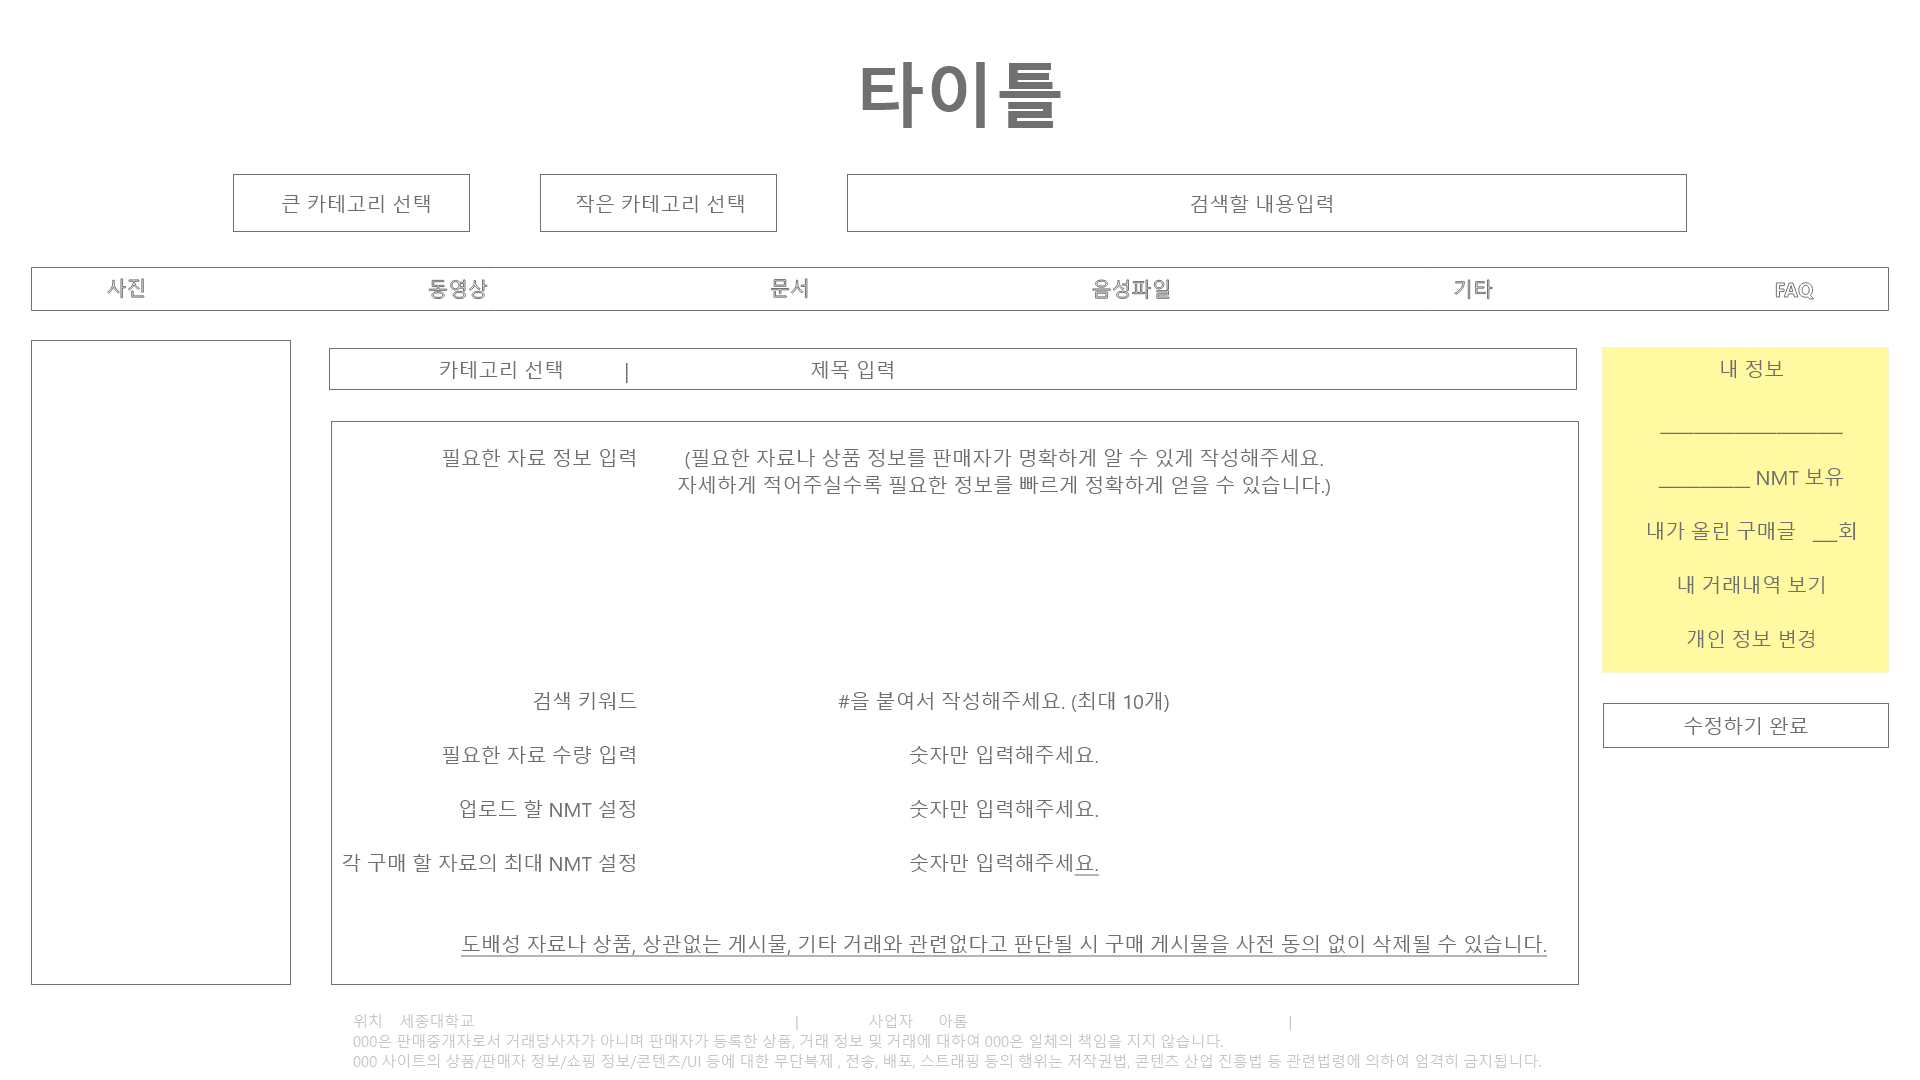 타이틀
큰 카테고리 선택
작은 카테고리 선택
검색할 내용입력
사진 동영상 문서 음성파일 기타 FAQ
카테고리 선택 | 제목 입력
필요한 자료 정보 입력 (필요한 자료나 상품 정보를 판매자가 명확하게 알 수 있게 작성해주세요.
자세하게 적어주실수록 필요한 정보를 빠르게 정확하게 얻을 수 있습니다.)
검색 키워드 #을 붙여서 작성해주세요. (최대 10개)
필요한 자료 수량 입력 숫자만 입력해주세요.
업로드 할 NMT 설정 숫자만 입력해주세요.
각 구매 할 자료의 최대 NMT 설정 숫자만 입력해주세요.
도배성 자료나 상품, 상관없는 게시물, 기타 거래와 관련없다고 판단될 시 구매 게시물을 사전 동의 없이 삭제될 수 있습니다.
내 정보
____________________
__________ NMT 보유
내가 올린 구매글 ___회
내 거래내역 보기
개인 정보 변경
수정하기 완료
위치 세종대학교 | 사업자 아롬 |
000은 판매중개자로서 거래당사자가 아니며 판매자가 등록한 상품, 거래 정보 및 거래에 대하여 000은 일체의 책임을 지지 않습니다.
000 사이트의 상품/판매자 정보/쇼핑 정보/콘텐츠/UI 등에 대한 무단복제 , 전송, 배포, 스트래핑 등의 행위는 저작권법, 콘텐츠 산업 진흥법 등 관련법령에 의하여 엄격히 금지됩니다.